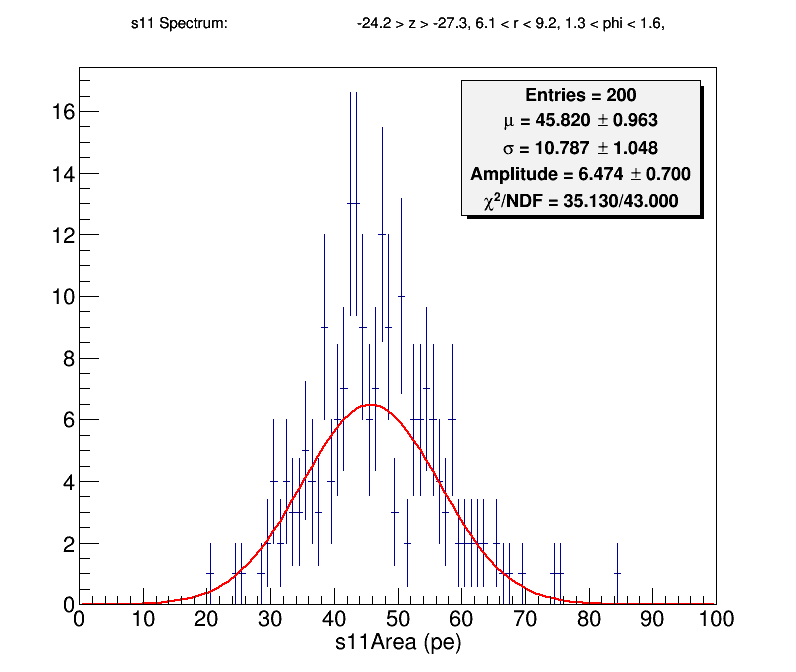 s11 Spectrum: -24.2 > z > -27.3, 6.1 < r < 9.2, 1.3 < phi < 1.6,
Entries = 200
μ = 45.820 ± 0.963
σ = 10.787 ± 1.048
Amplitude = 6.474 ± 0.700
χ²/NDF = 35.130/43.000
16
14
12
10
8
6
4
2
0
0 10 20 30 40 50 60 70 80 90 100
s11Area (pe)